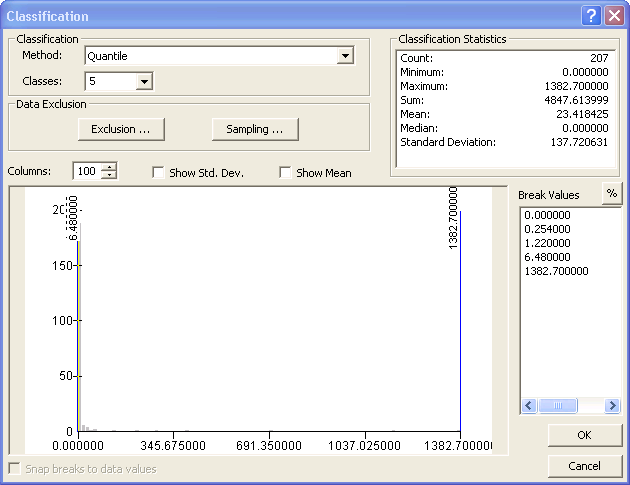 Classification
Classification
Method: Quantile
Classes: 5
Data Exclusion
Exclusion ...
Sampling ...
Classification Statistics
Count: 207
Minimum: 0.000000
Maximum: 1382.700000
Sum: 4847.613999
Mean: 23.418425
Median: 0.000000
Standard Deviation: 137.720631
Columns: 100
Show Std. Dev.
Show Mean
Break Values
%
0.000000
0.254000
1.220000
6.480000
1382.700000
6.480000
1382.700000
150
100
50
0
0.000000 345.675000 691.350000 1037.025000 1382.700000
Snap breaks to data values
OK
Cancel